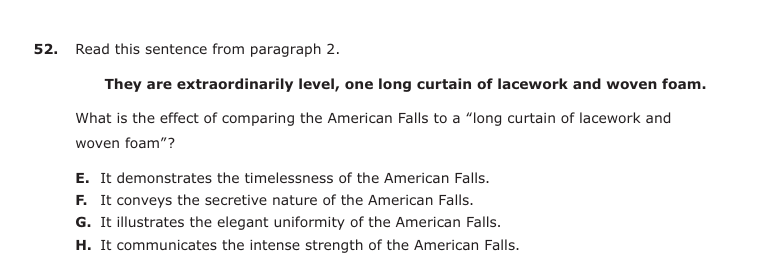 52. Read this sentence from paragraph 2.
They are extraordinarily level, one long curtain of lacework and woven foam.
What is the effect of comparing the American Falls to a “long curtain of lacework and
woven foam”?
E. It demonstrates the timelessness of the American Falls.
F. It conveys the secretive nature of the American Falls.
G. It illustrates the elegant uniformity of the American Falls.
H. It communicates the intense strength of the American Falls.